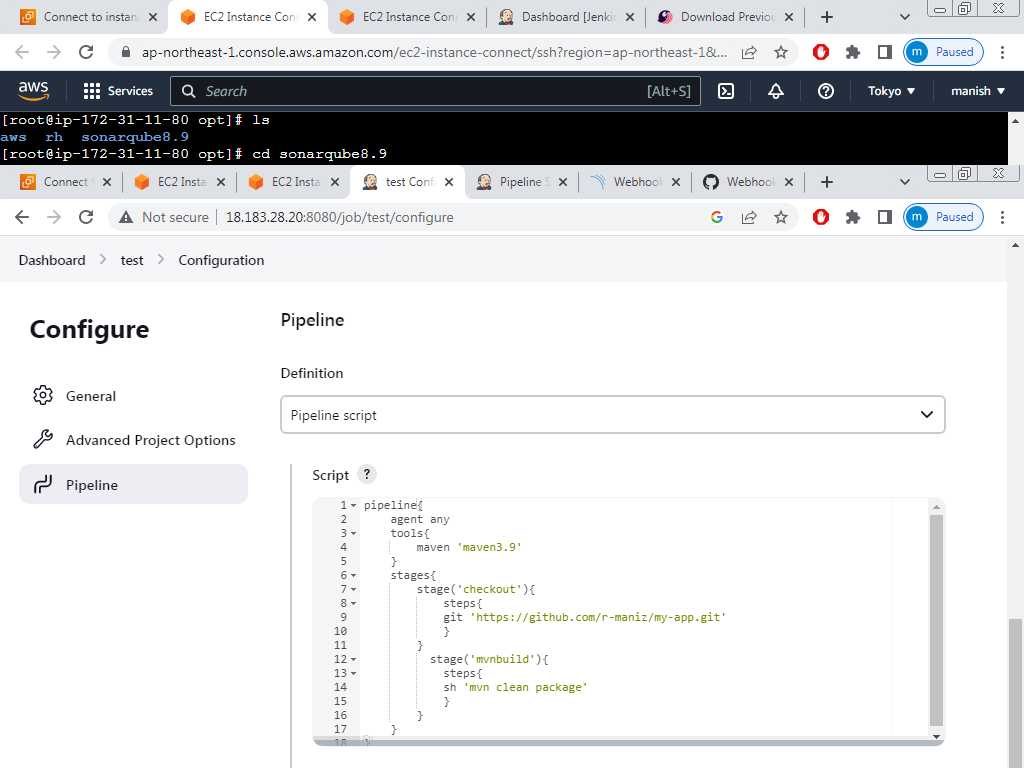 Connect to instan
EC2 Instance Conn
EC2 Instance Conn
Dashboard [Jenki
Download Previou
ap-northeast-1.console.aws.amazon.com/ec2-instance-connect/ssh?region=ap-northeast-1&...
m Paused
aws
Services
Search [Alt+S]
Tokyo
manish
[root@ip-172-31-11-80 opt]# ls
aws rh sonarqube8.9
[root@ip-172-31-11-80 opt]# cd sonarqube8.9
Connect t
EC2 Insta
EC2 Insta
test Confi
Pipeline S
Webhook
Webhook
Not secure 18.183.28.20:8080/job/test/configure
m Paused
Dashboard > test > Configuration
Configure
General
Advanced Project Options
Pipeline
Pipeline
Definition
Pipeline script
Script ?
1 pipeline{
2 agent any
3 tools{
4 maven 'maven3.9'
5 }
6 stages{
7 stage('checkout'){
8 steps{
9 git 'https://github.com/r-maniz/my-app.git'
10 }
11 }
12 stage('mvnbuild'){
13 steps{
14 sh 'mvn clean package'
15 }
16 }
17 }
18 }